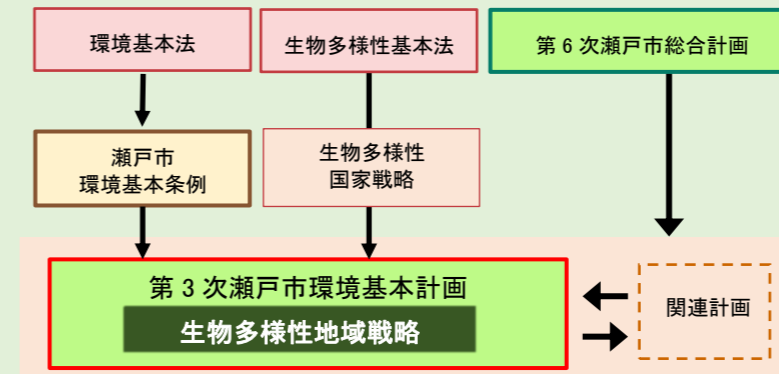 環境基本法
生物多様性基本法
第6次瀬戸市総合計画
瀬戸市
環境基本条例
生物多様性
国家戦略
第3次瀬戸市環境基本計画
生物多様性地域戦略
関連計画